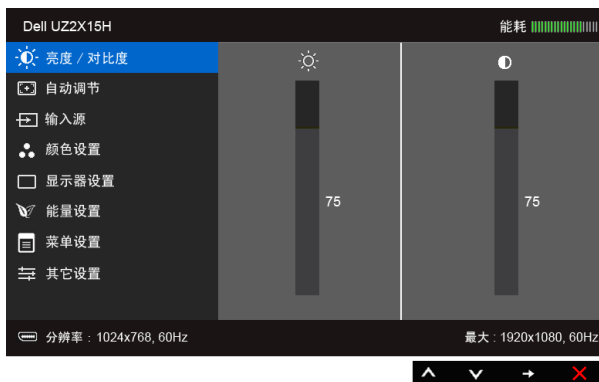 Dell UZ2X15H
能耗
亮度 / 对比度
自动调节
输入源
颜色设置
显示器设置
75
75
能量设置
菜单设置
其它设置
分辨率 : 1024x768, 60Hz
最大 : 1920x1080, 60Hz